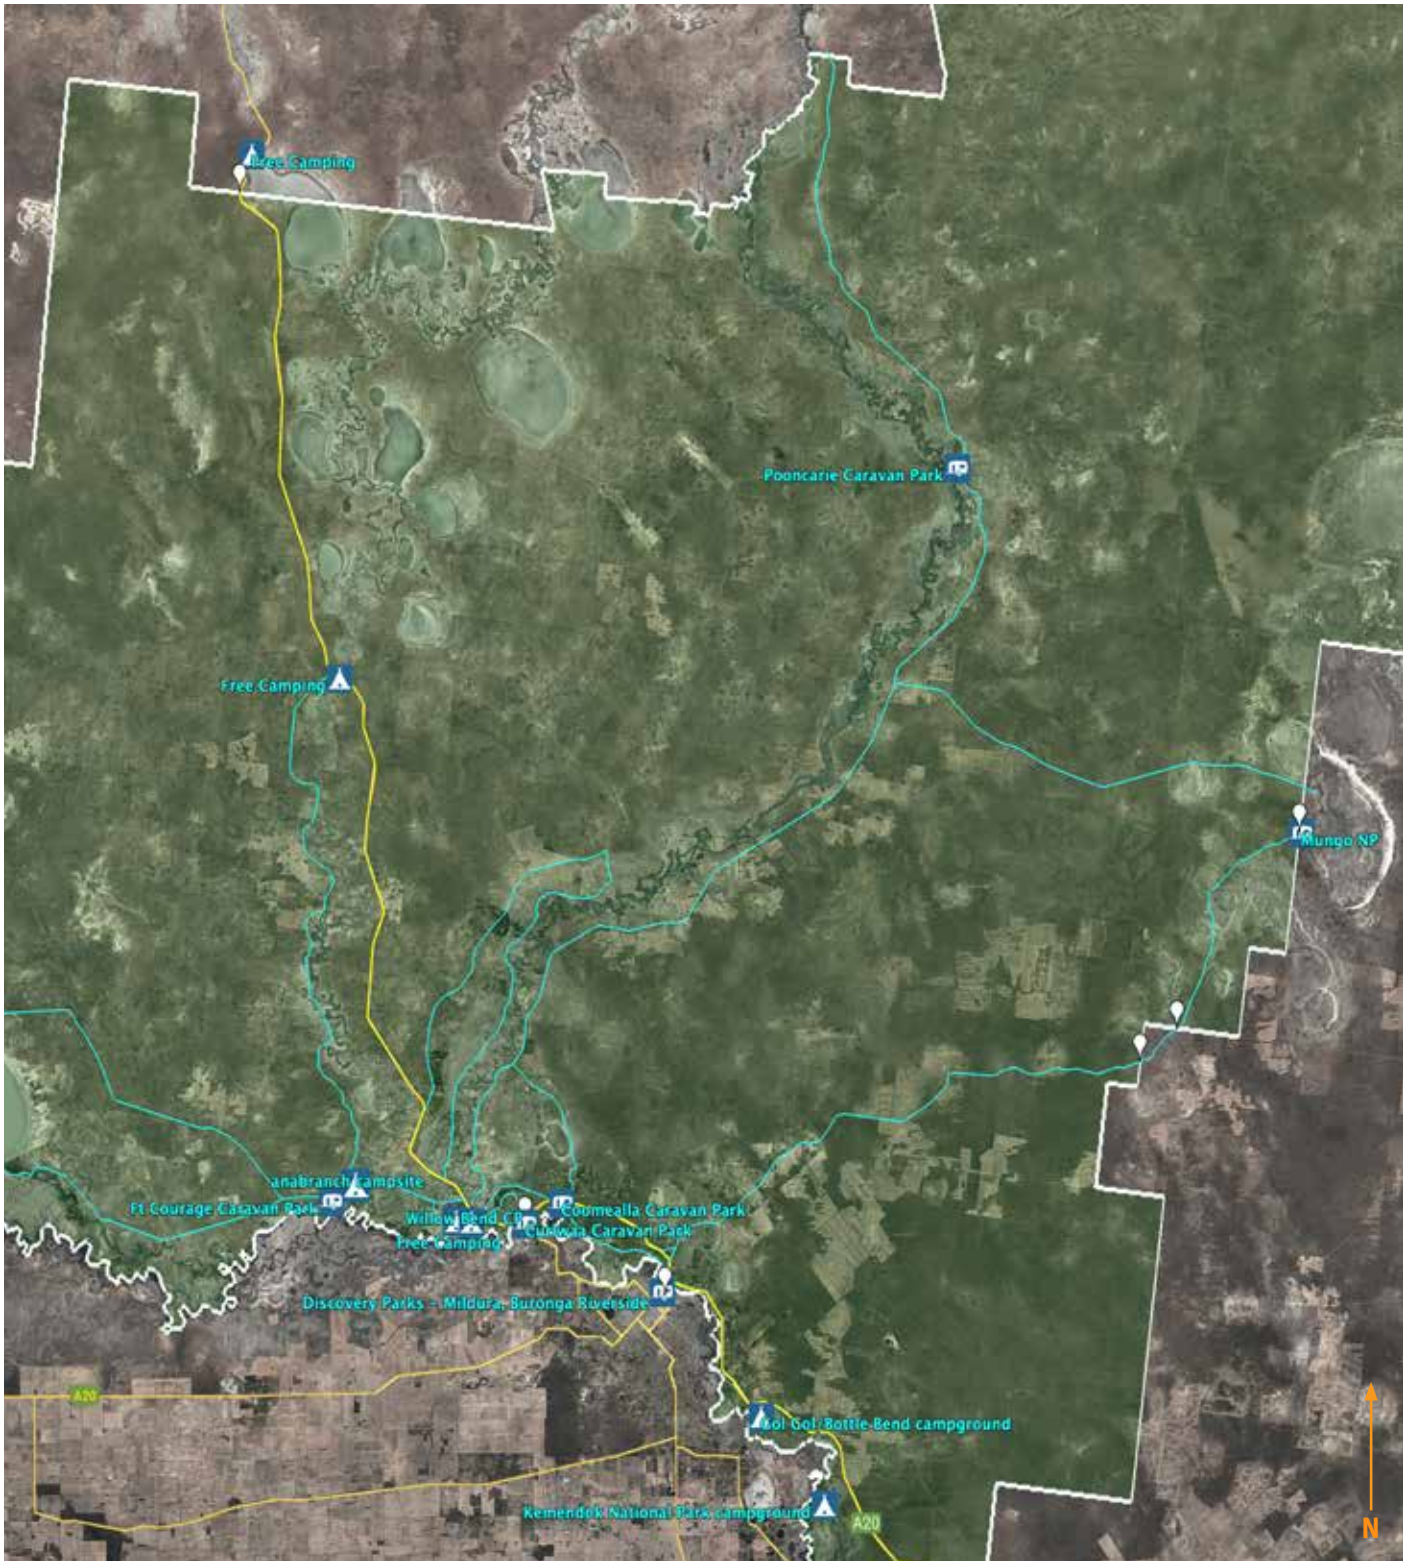 Free Camping
Pooncarie Caravan Park
Free Camping
Mungo NP
anabranch campsite
Ft Courage Caravan Park
Coomealla Caravan Park
Willow Bend CP
Curlwaa Caravan Park
Free Camping
Discovery Parks – Mildura, Buronga Riverside
A20
Gol Gol/Bottle Bend campground
Kemendok National Park campground
A20
N